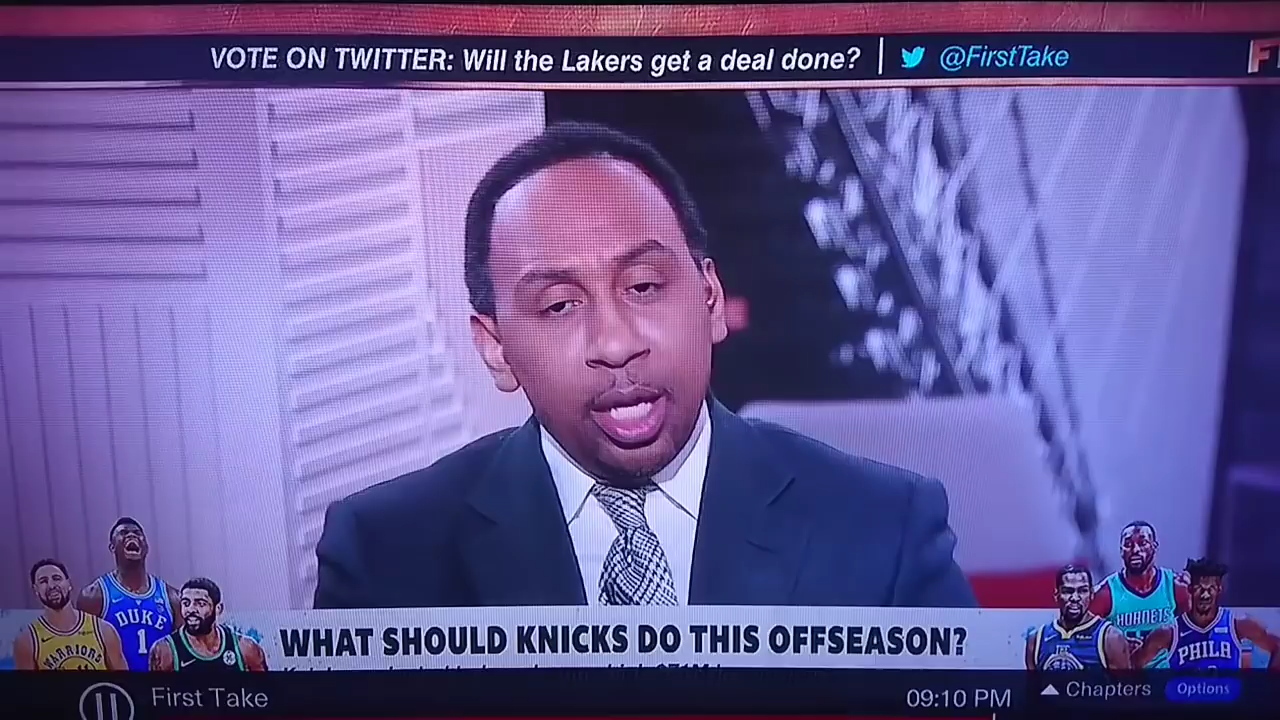 VOTE ON TWITTER: Will the Lakers get a deal done? | @FirstTake
DUKE
1
WARRIORS
HORNETS
PHILA
WHAT SHOULD KNICKS DO THIS OFFSEASON?
First Take
09:10 PM
Chapters
Options